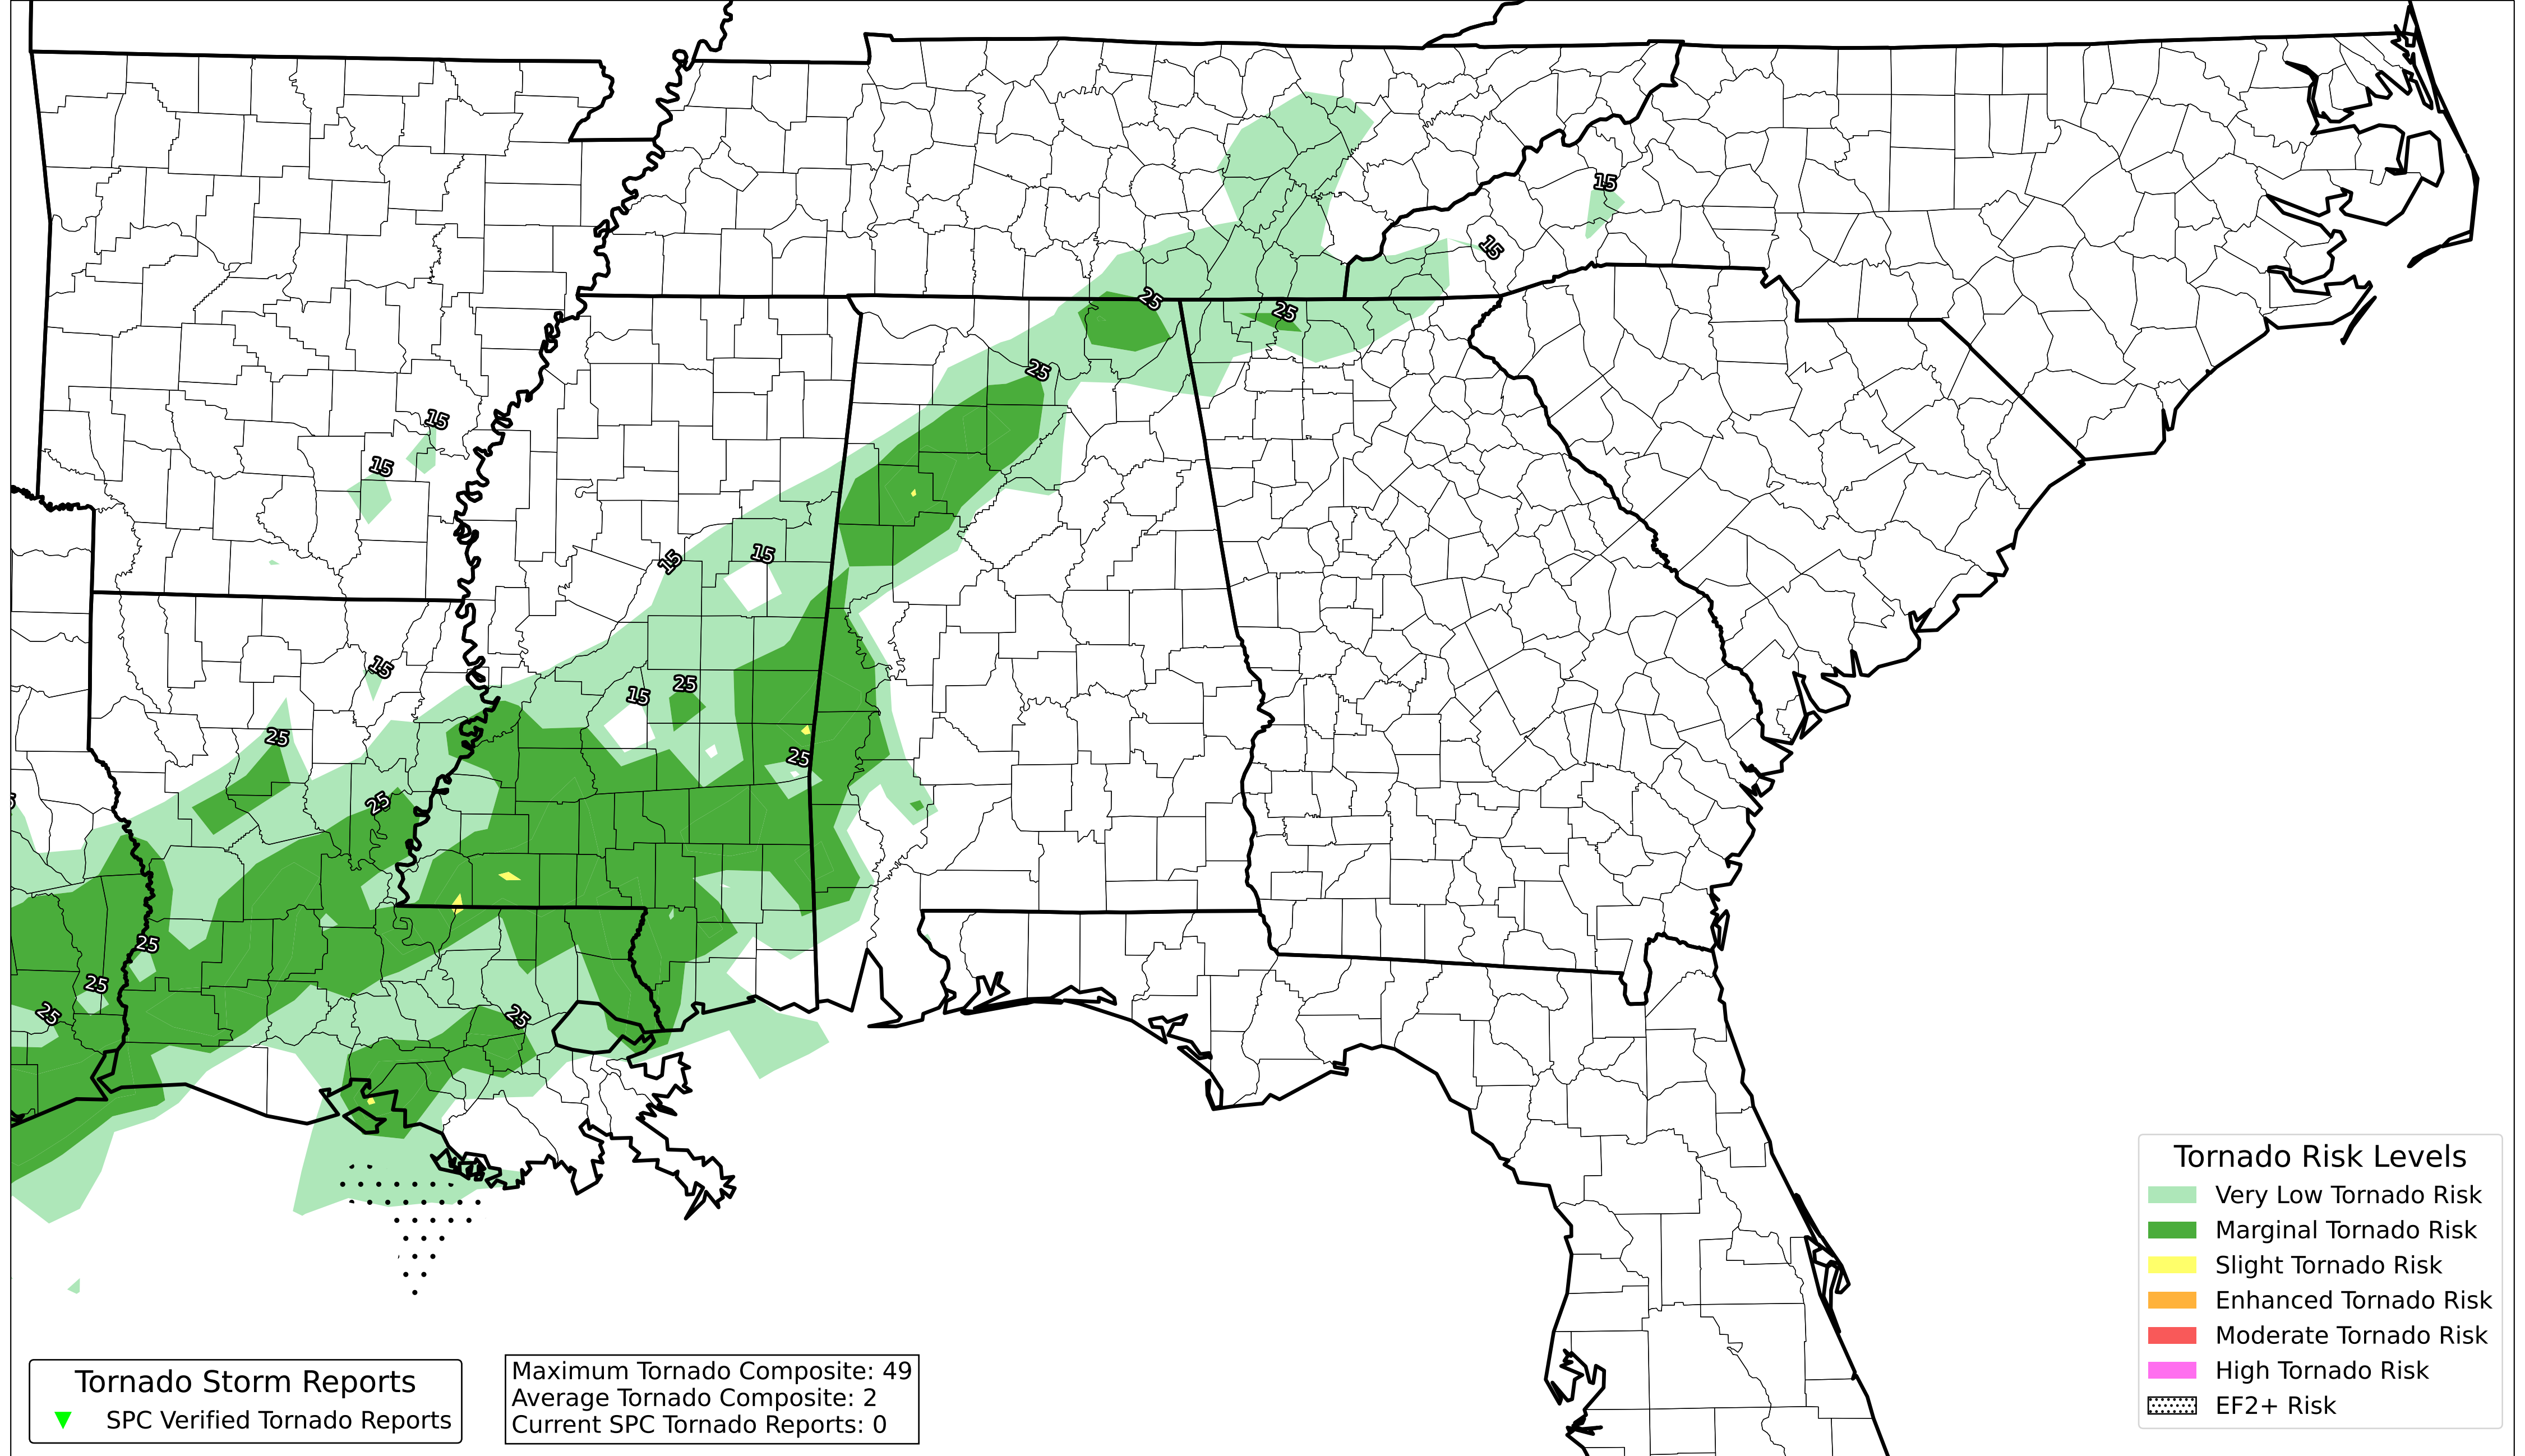 15
15
25
25
25
15
15
15
15
15
25
15
25
25
25
25
25
25
25
Tornado Risk Levels
Very Low Tornado Risk
Marginal Tornado Risk
Slight Tornado Risk
Enhanced Tornado Risk
Moderate Tornado Risk
High Tornado Risk
EF2+ Risk
Tornado Storm Reports
SPC Verified Tornado Reports
Maximum Tornado Composite: 49
Average Tornado Composite: 2
Current SPC Tornado Reports: 0